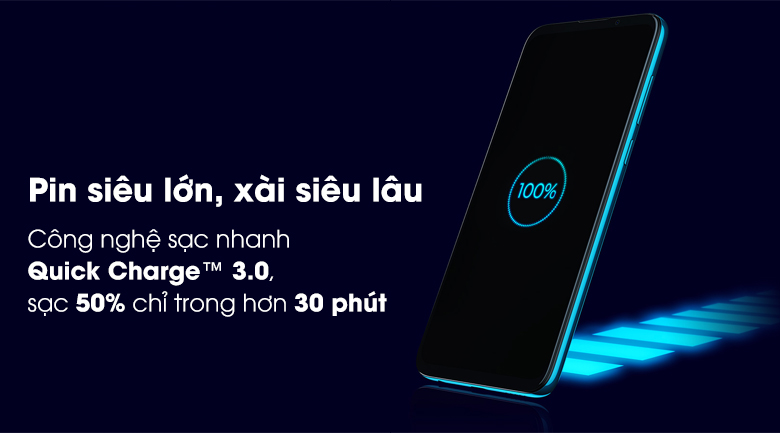 Pin siêu lớn, xài siêu lâu
Công nghệ sạc nhanh
Quick Charge™ 3.0,
sạc 50% chỉ trong hơn 30 phút
100%